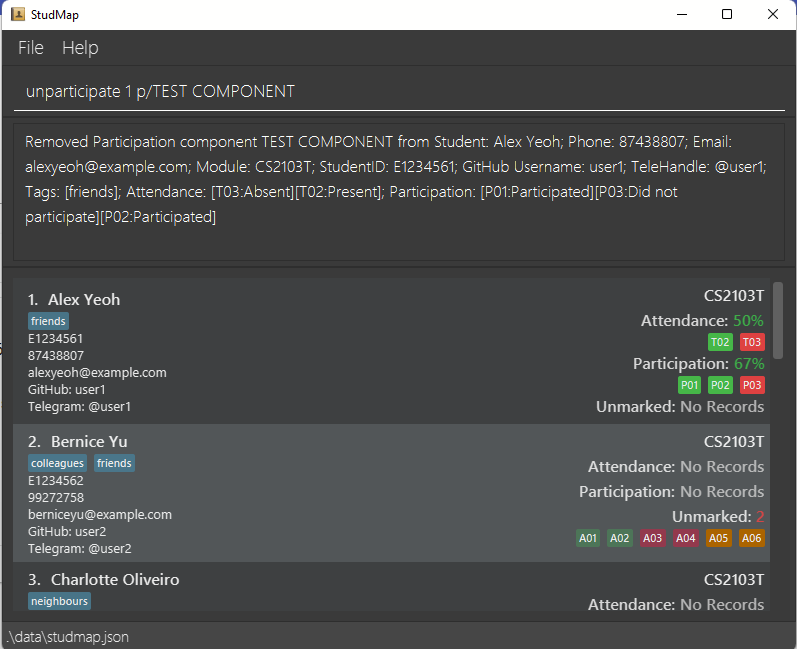 StudMap
File Help
unparticipate 1 p/TEST COMPONENT
Removed Participation component TEST COMPONENT from Student: Alex Yeoh; Phone: 87438807; Email:
alexyeoh@example.com; Module: CS2103T; StudentID: E1234561; GitHub Username: user1; TeleHandle: @user1;
Tags: [friends]; Attendance: [T03:Absent][T02:Present]; Participation: [P01:Participated][P03:Did not
participate][P02:Participated]
1. Alex Yeoh
friends
E1234561
87438807
alexyeoh@example.com
GitHub: user1
Telegram: @user1
CS2103T
Attendance: 50%
T02 T03
Participation: 67%
P01 P02 P03
Unmarked: No Records
2. Bernice Yu
colleagues friends
E1234562
99272758
berniceyu@example.com
GitHub: user2
Telegram: @user2
CS2103T
Attendance: No Records
Participation: No Records
Unmarked: 2
A01 A02 A03 A04 A05 A06
3. Charlotte Oliveiro
neighbours
CS2103T
Attendance: No Records
.\data\studmap.json